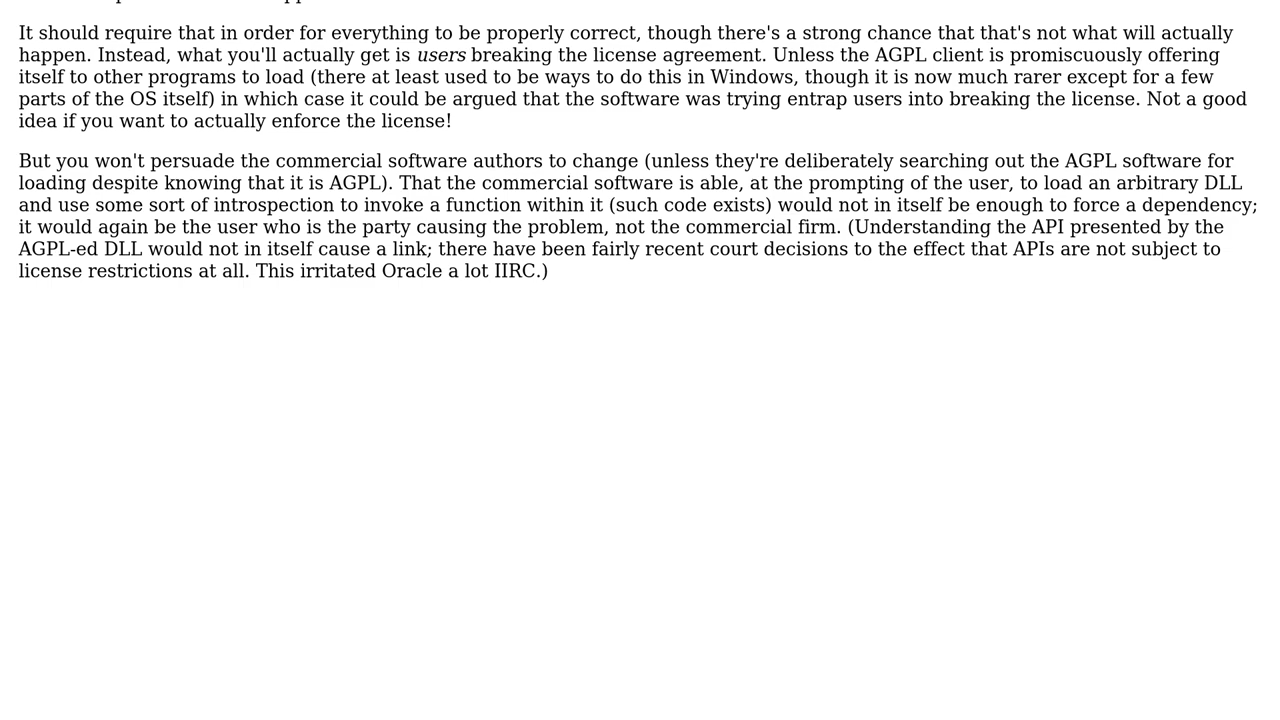 It should require that in order for everything to be properly correct, though there's a strong chance that that's not what will actually
happen. Instead, what you'll actually get is users breaking the license agreement. Unless the AGPL client is promiscuously offering
itself to other programs to load (there at least used to be ways to do this in Windows, though it is now much rarer except for a few
parts of the OS itself) in which case it could be argued that the software was trying entrap users into breaking the license. Not a good
idea if you want to actually enforce the license!
But you won't persuade the commercial software authors to change (unless they're deliberately searching out the AGPL software for
loading despite knowing that it is AGPL). That the commercial software is able, at the prompting of the user, to load an arbitrary DLL
and use some sort of introspection to invoke a function within it (such code exists) would not in itself be enough to force a dependency;
it would again be the user who is the party causing the problem, not the commercial firm. (Understanding the API presented by the
AGPL-ed DLL would not in itself cause a link; there have been fairly recent court decisions to the effect that APIs are not subject to
license restrictions at all. This irritated Oracle a lot IIRC.)